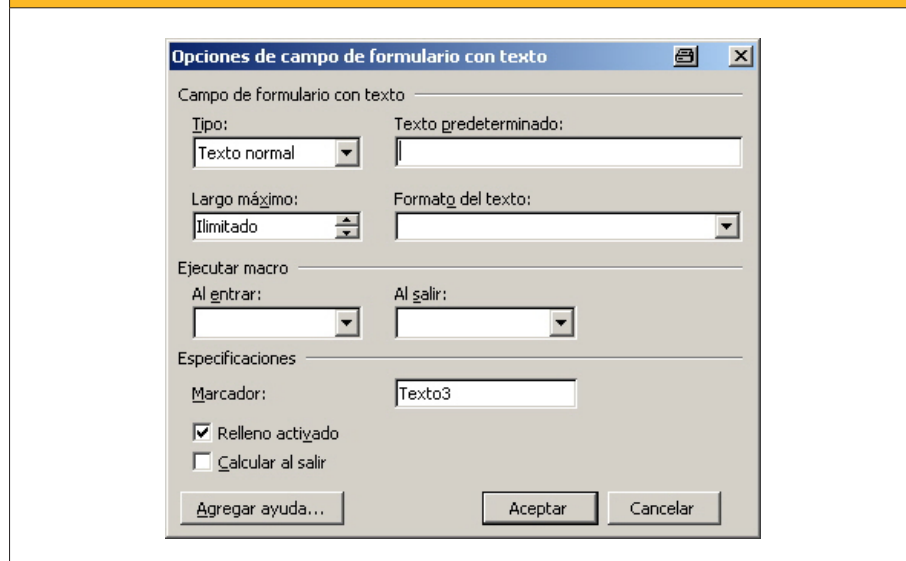 Opciones de campo de formulario con texto
Campo de formulario con texto
Tipo: Texto predeterminado:
Texto normal
Largo máximo: Formato del texto:
Ilimitado
Ejecutar macro
Al entrar: Al salir:
Especificaciones
Marcador: Texto3
Relleno activado
Calcular al salir
Agregar ayuda... Aceptar Cancelar